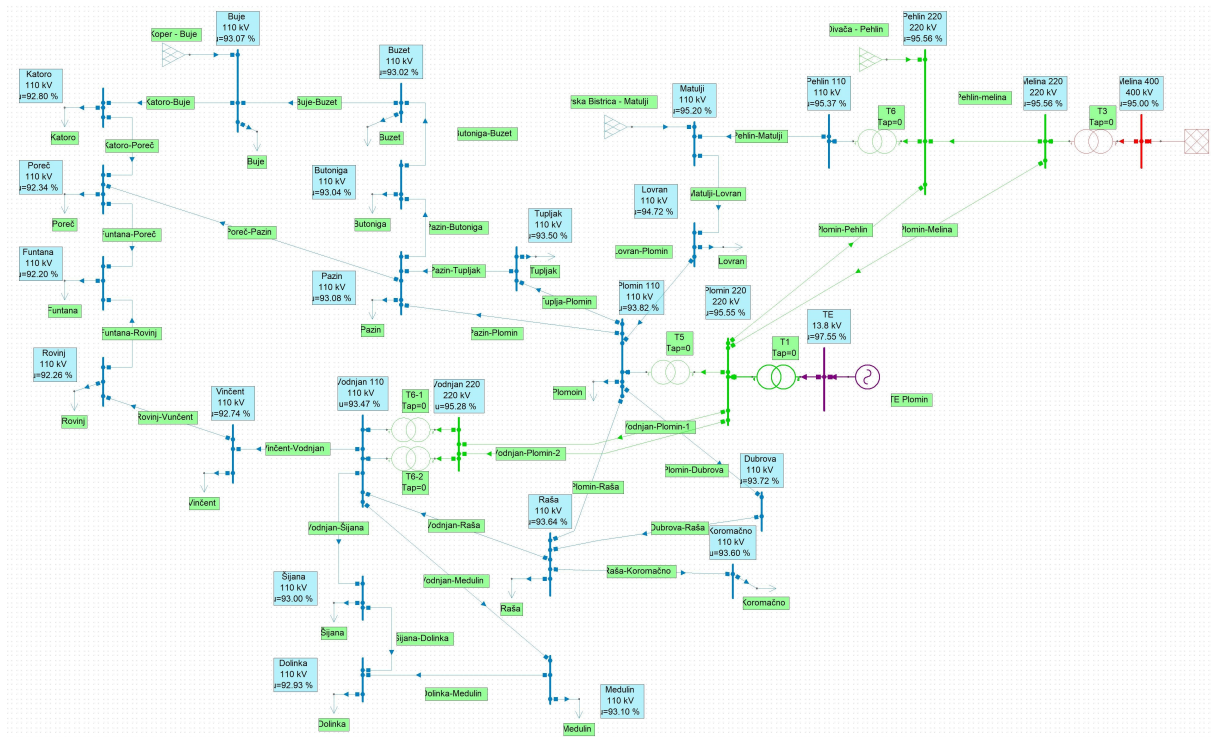 Buje
110 kV
u=93.07 %
Koper - Buje
Divača - Pehlin
Pehlin 220
220 kV
u=95.56 %
Katoro
110 kV
u=92.80 %
Buzet
110 kV
u=93.02 %
Matulji
110 kV
u=95.20 %
Pehlin 110
110 kV
u=95.37 %
Melina 220
220 kV
u=95.56 %
Melina 400
400 kV
u=95.00 %
Pehlin-melina
Katoro-Buje
Buje-Buzet
rska Bistrica - Matulji
T6
Tap=0
T3
Tap=0
Katoro
Katoro-Poreč
Buje
Buzet
Butoniga-Buzet
Pehlin-Matulji
Poreč
110 kV
u=92.34 %
Butoniga
110 kV
u=93.04 %
Lovran
110 kV
u=94.72 %
Matulji-Lovran
Poreč
Funtana-Poreč
Poreč-Pazin
Butoniga
Pazin-Butoniga
Tupljak
110 kV
u=93.50 %
Lovran-Plomin
Lovran
Plomin-Pehlin
Plomin-Melina
Funtana
110 kV
u=92.20 %
Pazin
110 kV
u=93.08 %
Pazin-Tupljak
Tupljak
Tuplja-Plomin
Plomin 110
110 kV
u=93.82 %
Plomin 220
220 kV
u=95.55 %
TE
13.8 kV
u=97.55 %
Funtana
Funtana-Rovinj
Pazin
Pazin-Plomin
T5
Tap=0
T1
Tap=0
Rovinj
110 kV
u=92.26 %
Vinčent
110 kV
u=92.74 %
Vodnjan 110
110 kV
u=93.47 %
T6-1
Tap=0
Vodnjan 220
220 kV
u=95.28 %
Plomoin
TE Plomin
Rovinj
Rovinj-Vunčent
Vinčent-Vodnjan
Vodnjan-Plomin-1
Vodnjan-Plomin-2
T6-2
Tap=0
Plomin-Dubrova
Dubrova
110 kV
u=93.72 %
Vinčent
Plomin-Raša
Raša
110 kV
u=93.64 %
Vodnjan-Šijana
Vodnjan-Raša
Dubrova-Raša
Koromačno
110 kV
u=93.60 %
Šijana
110 kV
u=93.00 %
Vodnjan-Medulin
Raša-Koromačno
Raša
Koromačno
Šijana
Šijana-Dolinka
Dolinka
110 kV
u=92.93 %
Dolinka-Medulin
Medulin
110 kV
u=93.10 %
Dolinka
Medulin